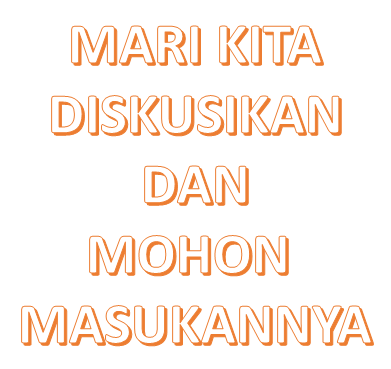 MARI KITA
DISKUSIKAN
DAN
MOHON
MASUKANNYA